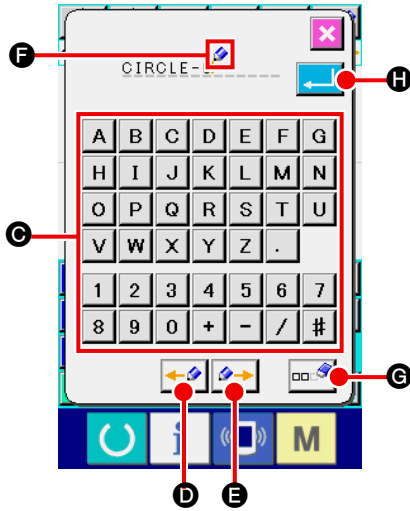 F
CIRCLE-
H
A B C D E F G
H I J K L M N
O P Q R S T U
C
V W X Y Z .
1 2 3 4 5 6 7
8 9 0 + - / #
G
i M
D E